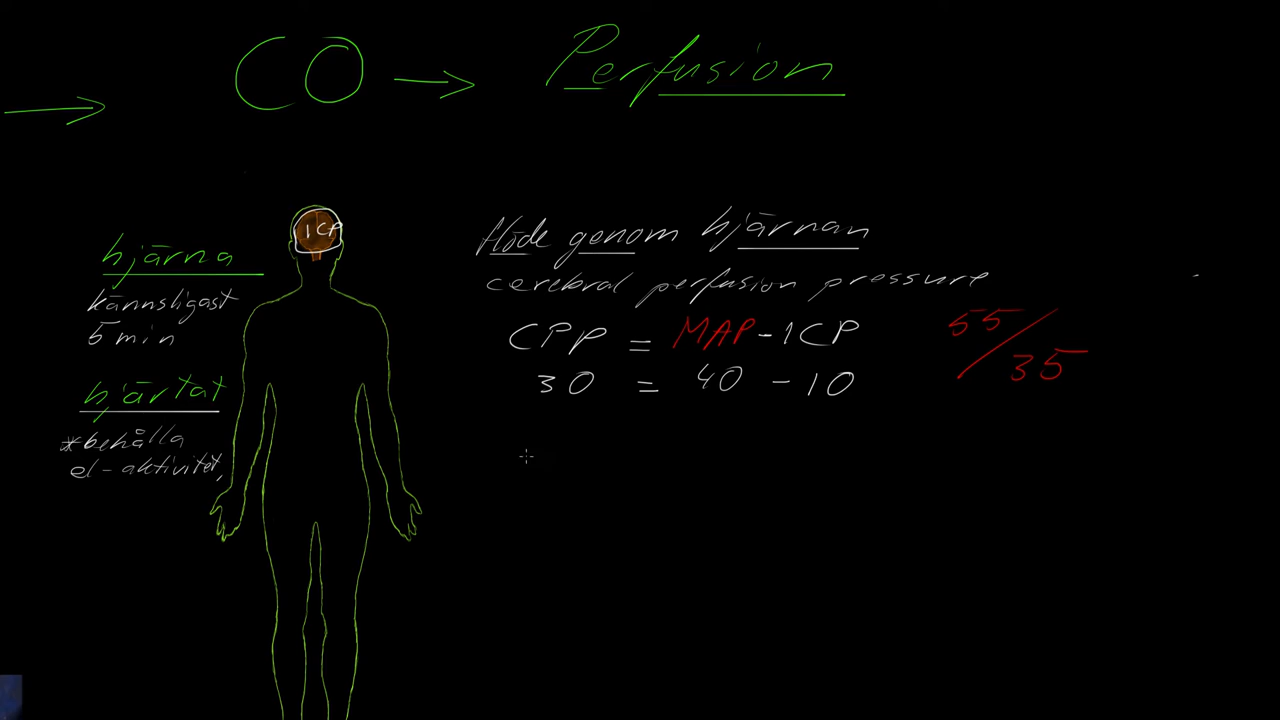 CO → Perfusion
hjärna
kännsligast
5 min
hjärtat
*behålla
el-aktivitet,
ICP
flöde genom hjärnan
cerebral perfusion pressure
CPP = MAP - ICP
30 = 40 - 10
55/35